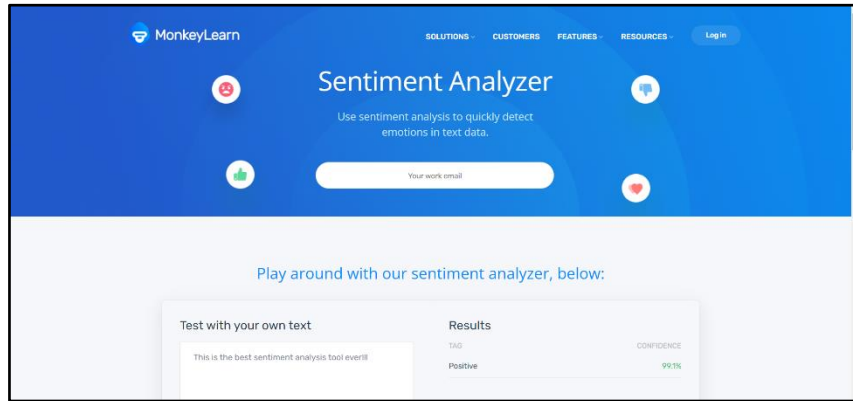 MonkeyLearn
SOLUTIONS CUSTOMERS FEATURES RESOURCES Log in
Sentiment Analyzer
Use sentiment analysis to quickly detect
emotions in text data.
Your work email
Play around with our sentiment analyzer, below:
Test with your own text
This is the best sentiment analysis tool ever!!!
Results
TAG CONFIDENCE
Positive 99.1%